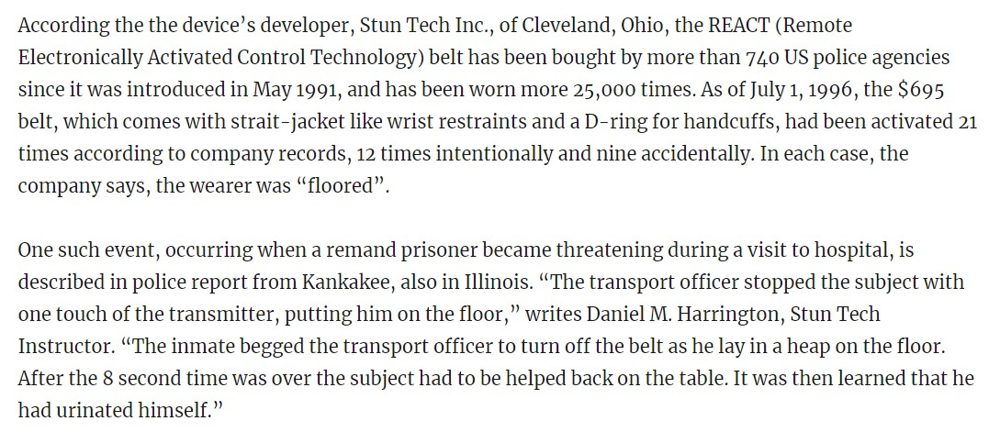 According the the device’s developer, Stun Tech Inc., of Cleveland, Ohio, the REACT (Remote
Electronically Activated Control Technology) belt has been bought by more than 740 US police agencies
since it was introduced in May 1991, and has been worn more 25,000 times. As of July 1, 1996, the $695
belt, which comes with strait-jacket like wrist restraints and a D-ring for handcuffs, had been activated 21
times according to company records, 12 times intentionally and nine accidentally. In each case, the
company says, the wearer was “floored”.
One such event, occurring when a remand prisoner became threatening during a visit to hospital, is
described in police report from Kankakee, also in Illinois. “The transport officer stopped the subject with
one touch of the transmitter, putting him on the floor,” writes Daniel M. Harrington, Stun Tech
Instructor. “The inmate begged the transport officer to turn off the belt as he lay in a heap on the floor.
After the 8 second time was over the subject had to be helped back on the table. It was then learned that he
had urinated himself.”